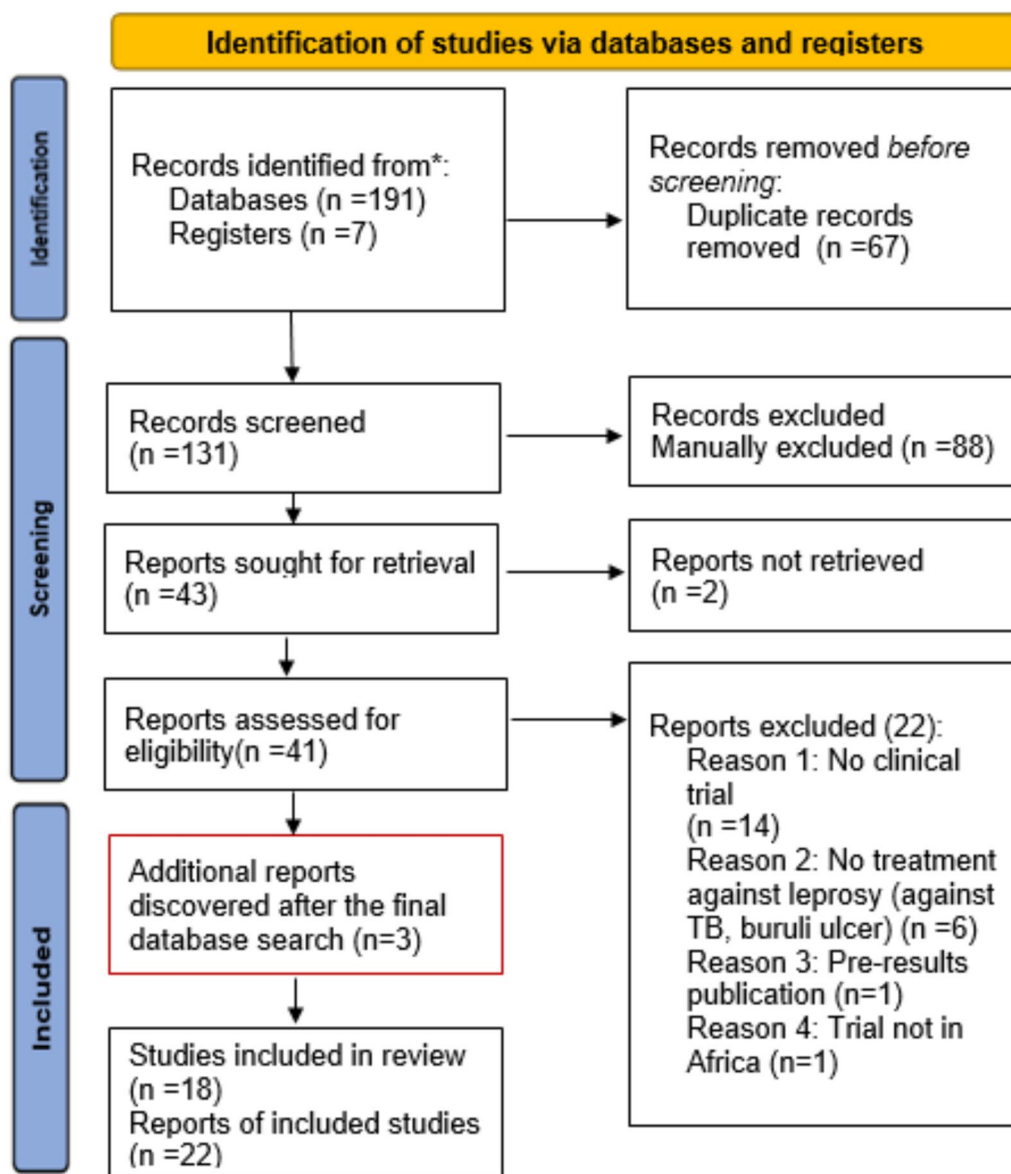 Identification of studies via databases and registers
Identification
Records identified from*:
Databases (n =191)
Registers (n =7)
Records removed before
screening:
Duplicate records
removed  (n =67)
Screening
Records screened
(n =131)
Records excluded
Manually excluded (n =88)
Reports sought for retrieval
(n =43)
Reports not retrieved
(n =2)
Reports assessed for
eligibility(n =41)
Reports excluded (22):
Reason 1: No clinical
trial
(n =14)
Reason 2: No treatment
against leprosy (against
TB, buruli ulcer) (n =6)
Reason 3: Pre-results
publication (n=1)
Reason 4: Trial not in
Africa (n=1)
Included
Additional reports
discovered after the final
database search (n=3)
Studies included in review
(n =18)
Reports of included studies
(n =22)